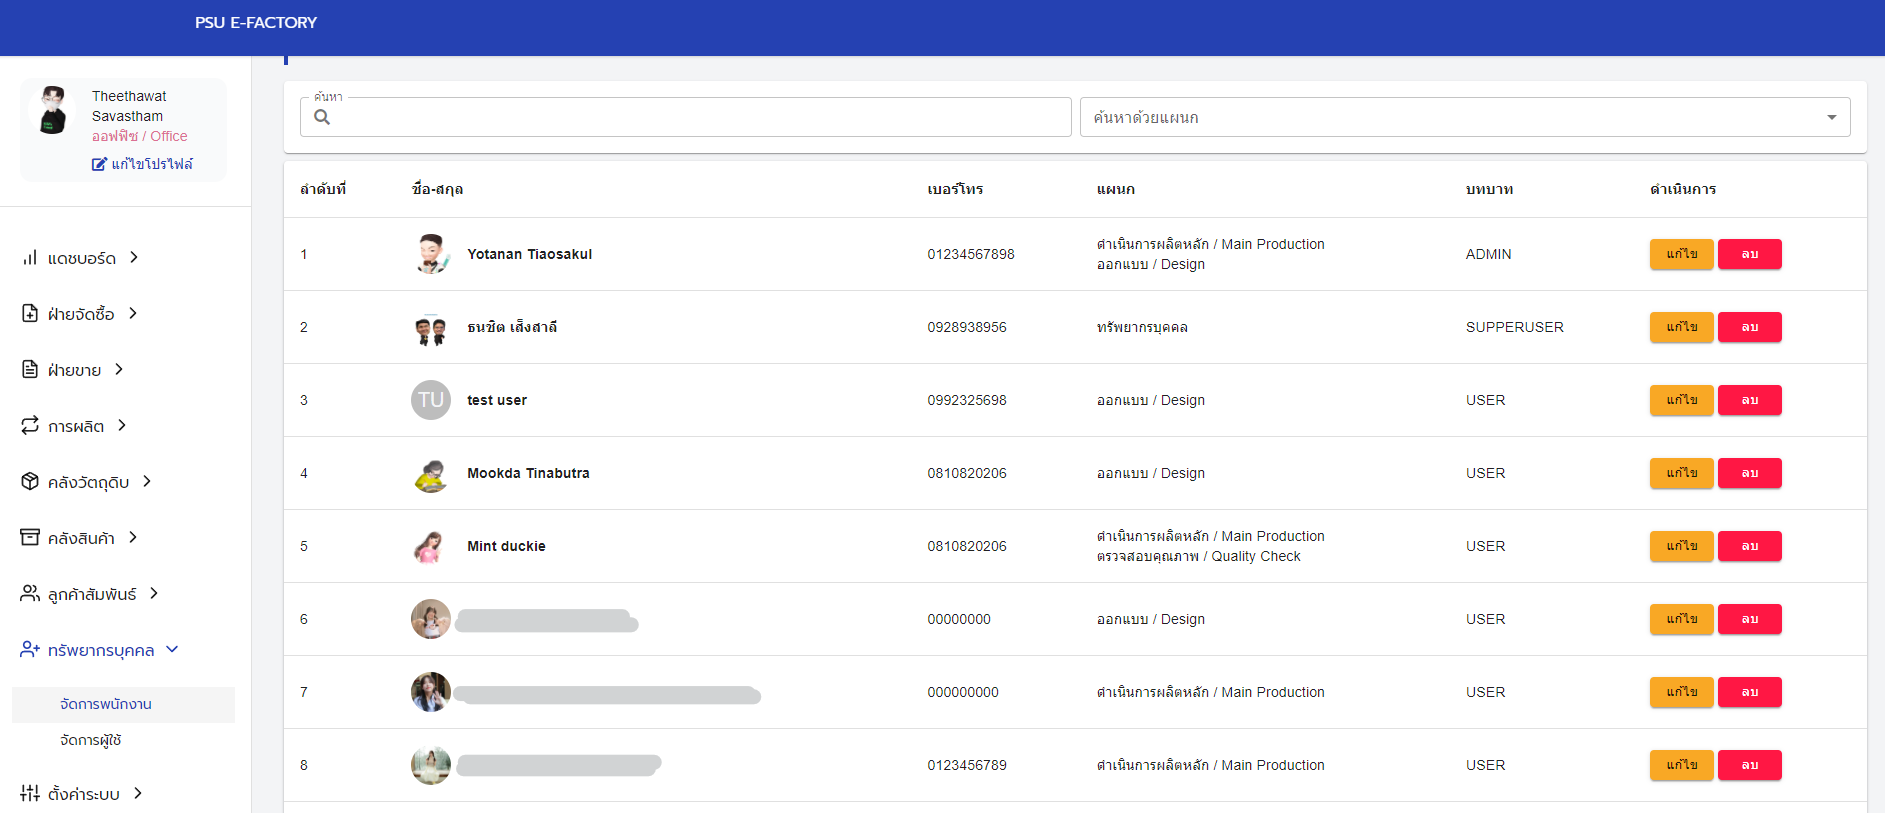 PSU E-FACTORY
Theethawat
Savastham
ออฟฟิซ / Office
แก้ไขโปรไฟล์
แดชบอร์ด
ฝ่ายจัดซื้อ
ฝ่ายขาย
การผลิต
คลังวัตถุดิบ
คลังสินค้า
ลูกค้าสัมพันธ์
ทรัพยากรบุคคล
จัดการพนักงาน
จัดการผู้ใช้
ตั้งค่าระบบ
ค้นหา
ค้นหาด้วยแผนก
ลำดับที่ ชื่อ-สกุล เบอร์โทร แผนก บทบาท ดำเนินการ
1 Yotanan Tiaosakul 01234567898 ดำเนินการผลิตหลัก / Main Production ADMIN แก้ไข ลบ
ออกแบบ / Design
2 ธนซิต เส็งสาลี 0928938956 ทรัพยากรบุคคล SUPPERUSER แก้ไข ลบ
3 TU test user 0992325698 ออกแบบ / Design USER แก้ไข ลบ
4 Mookda Tinabutra 0810820206 ออกแบบ / Design USER แก้ไข ลบ
5 Mint duckie 0810820206 ดำเนินการผลิตหลัก / Main Production USER แก้ไข ลบ
ตรวจสอบคุณภาพ / Quality Check
6 00000000 ออกแบบ / Design USER แก้ไข ลบ
7 000000000 ดำเนินการผลิตหลัก / Main Production USER แก้ไข ลบ
8 0123456789 ดำเนินการผลิตหลัก / Main Production USER แก้ไข ลบ